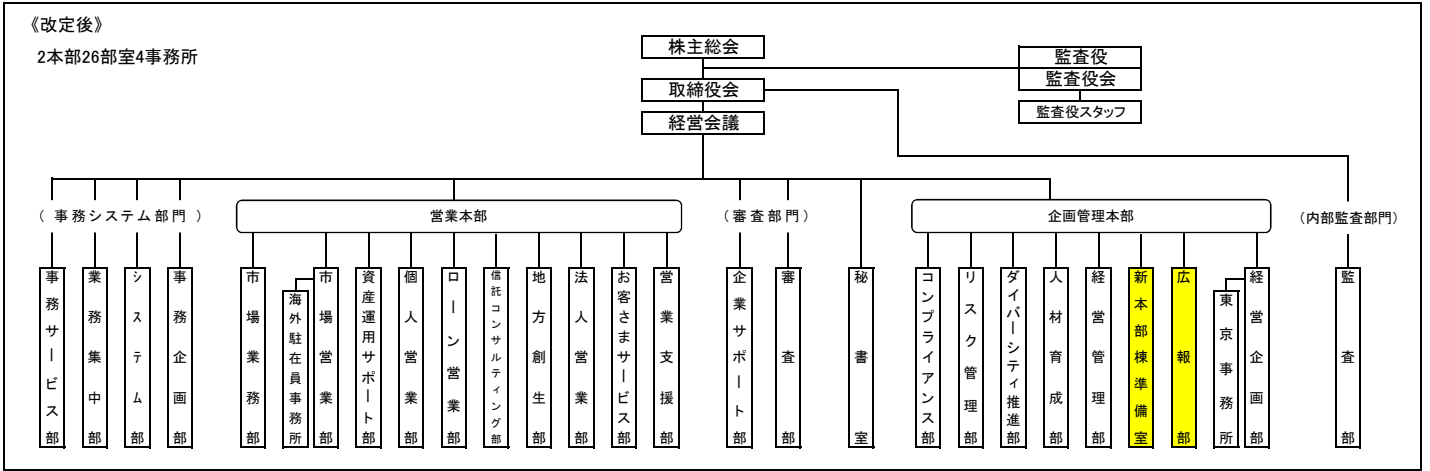 《改定後》
2本部26部室4事務所
株主総会
監査役
監査役会
取締役会
監査役スタッフ
経営会議
（事務システム部門）
営業本部
（審査部門）
企画管理本部
（内部監査部門）
事務サービス部
業務集中部
システム部
事務企画部
市場業務部
海外駐在員事務所
市場営業部
資産運用サポート部
個人営業部
ローン営業部
信託コンサルティング部
地方創生部
法人営業部
お客さまサービス部
営業支援部
企業サポート部
審査部
秘書室
コンプライアンス部
リスク管理部
ダイバーシティ推進部
人材育成部
経営管理部
新本部棟準備室
広報部
東京事務所
経営企画部
監査部